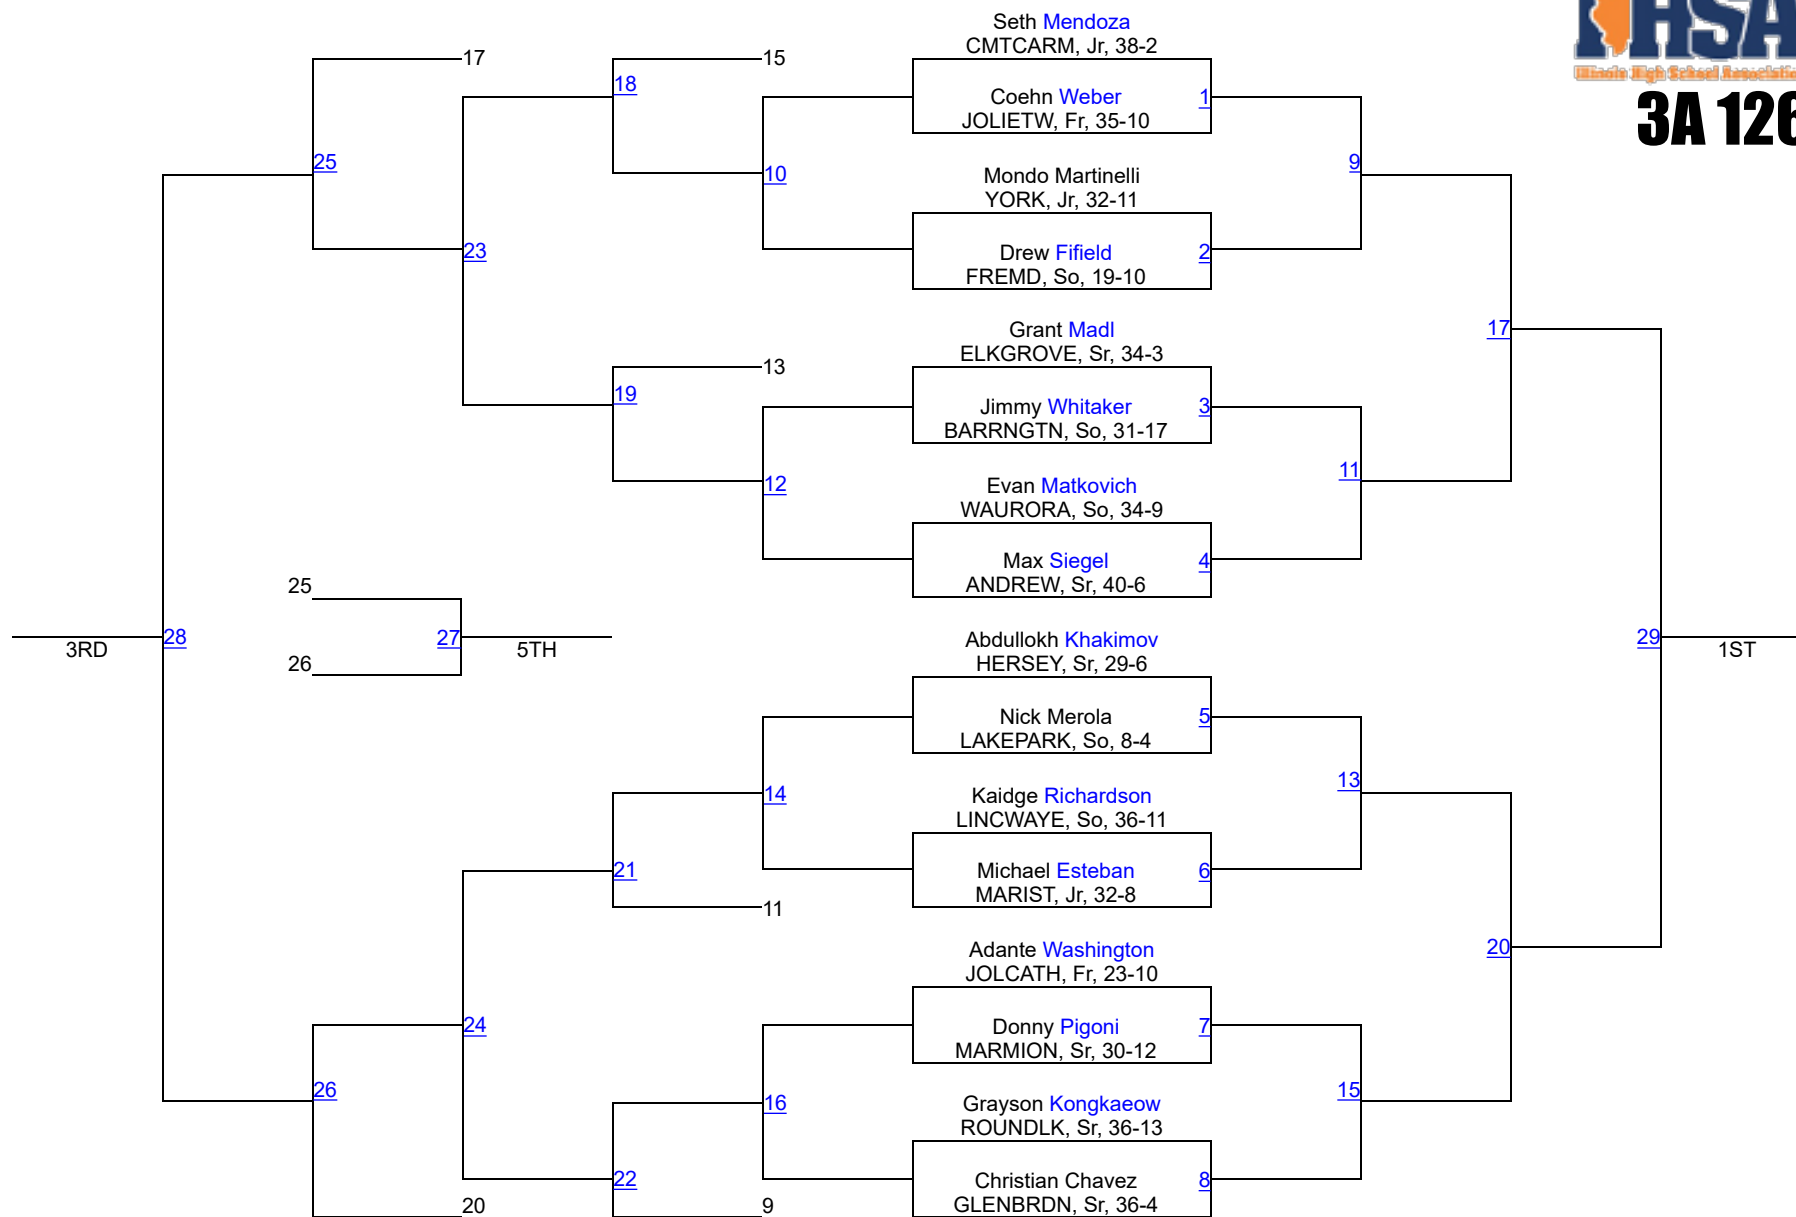 HSA
Illinois High School Association
3A 126
Seth Mendoza
CMTCARM, Jr, 38-2
17
15
18
Coehn Weber
JOLIETW, Fr, 35-10
1
25
10
Mondo Martinelli
YORK, Jr, 32-11
9
23
Drew Fifield
FREMD, So, 19-10
2
Grant Madl
ELKGROVE, Sr, 34-3
17
13
19
Jimmy Whitaker
BARRNGTN, So, 31-17
3
12
Evan Matkovich
WAURORA, So, 34-9
11
Max Siegel
ANDREW, Sr, 40-6
4
25
28
3RD
27
5TH
26
Abdullokh Khakimov
HERSEY, Sr, 29-6
29
1ST
Nick Merola
LAKEPARK, So, 8-4
5
14
Kaidge Richardson
LINCWAYE, So, 36-11
13
21
Michael Esteban
MARIST, Jr, 32-8
6
11
Adante Washington
JOLCATH, Fr, 23-10
20
24
Donny Pigoni
MARMION, Sr, 30-12
7
26
16
Grayson Kongkaeow
ROUNDLK, Sr, 36-13
15
22
Christian Chavez
GLENBRDN, Sr, 36-4
8
20
9